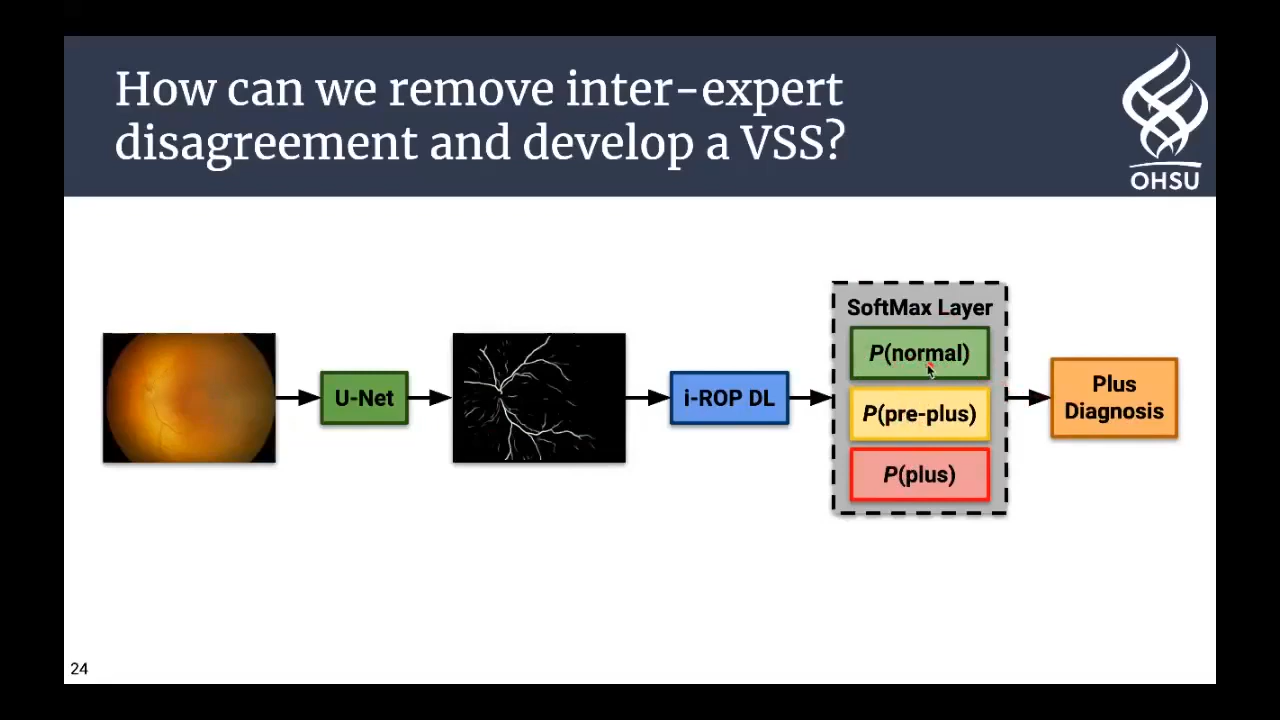 How can we remove inter-expert
disagreement and develop a VSS?
OHSU
U-Net
i-ROP DL
SoftMax Layer
P(normal)
P(pre-plus)
P(plus)
Plus
Diagnosis
24